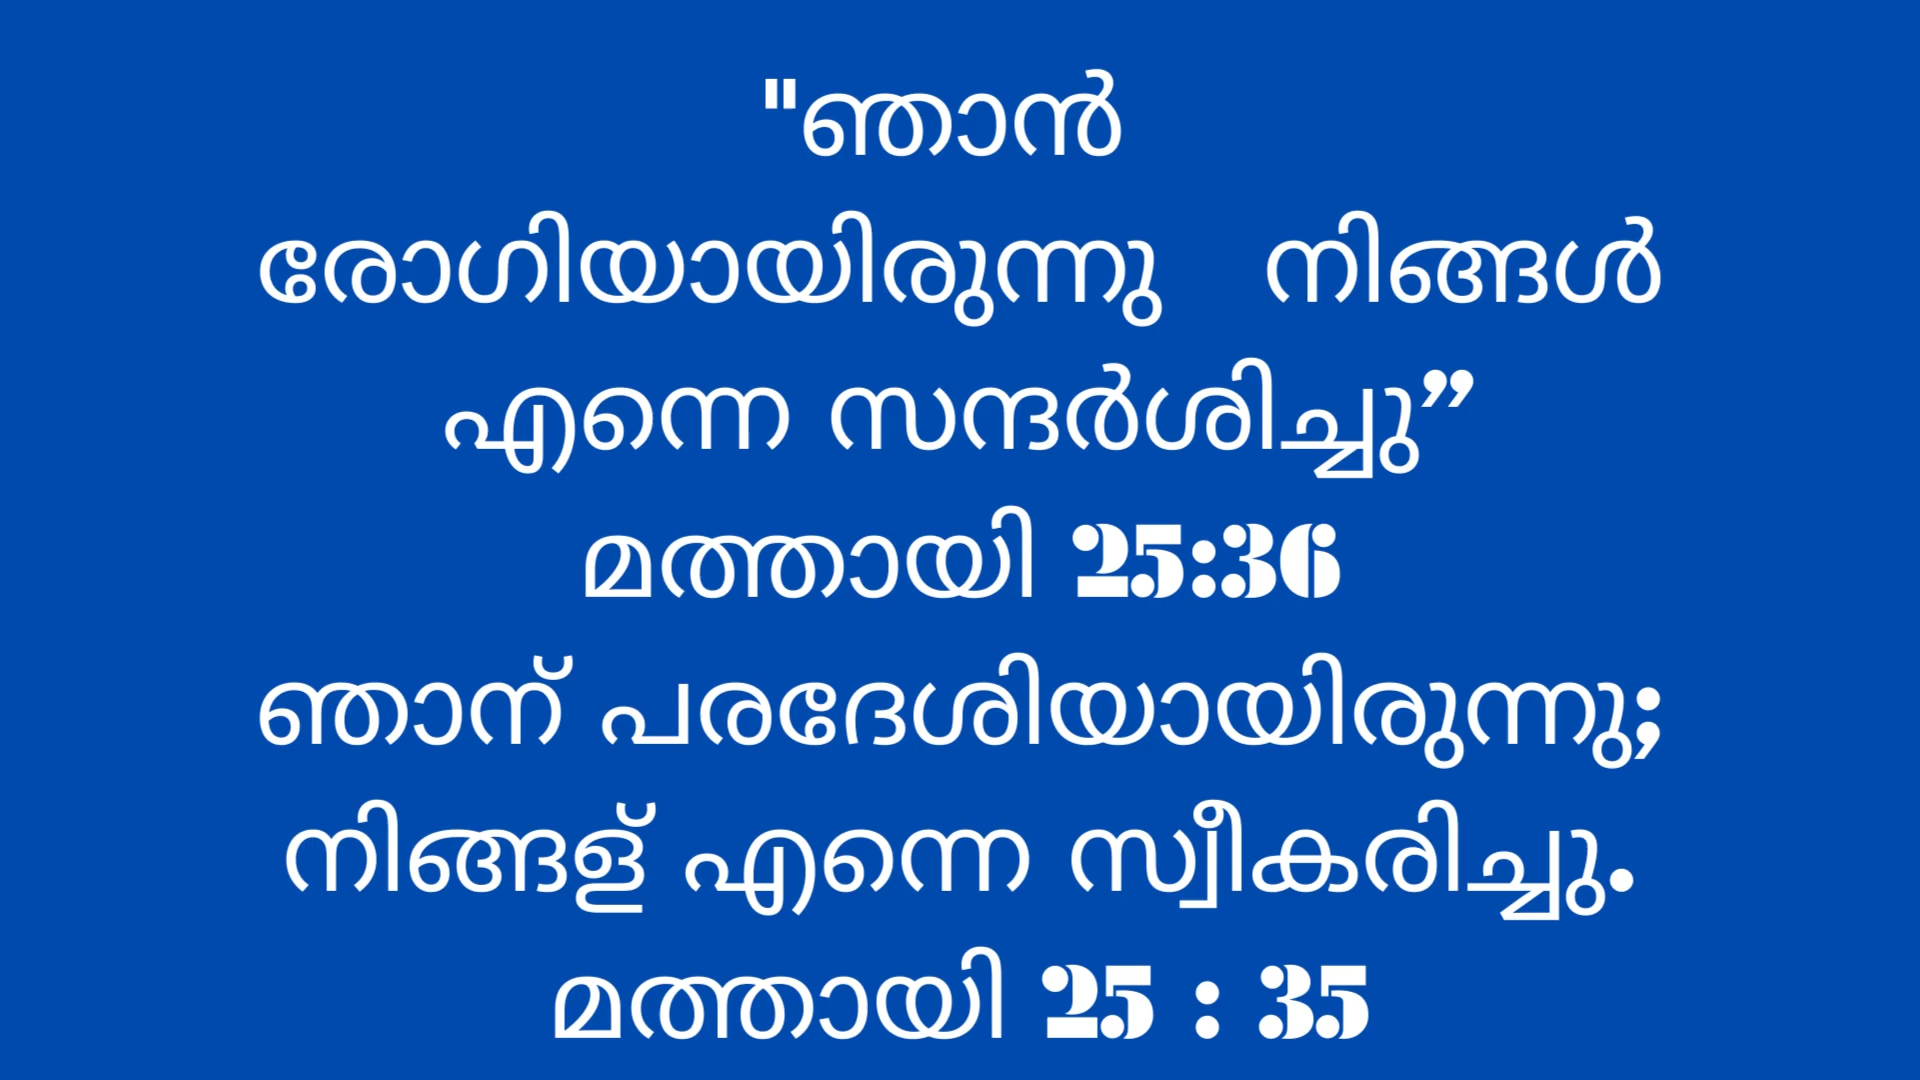 "ഞാൻ
രോഗിയായിരുന്നു നിങ്ങൾ
എന്നെ സന്ദർശിച്ചു”
മത്തായി 25:36
ഞാന് പരദേശിയായിരുന്നു;
നിങ്ങള് എന്നെ സ്വീകരിച്ചു.
മത്തായി 25 : 35